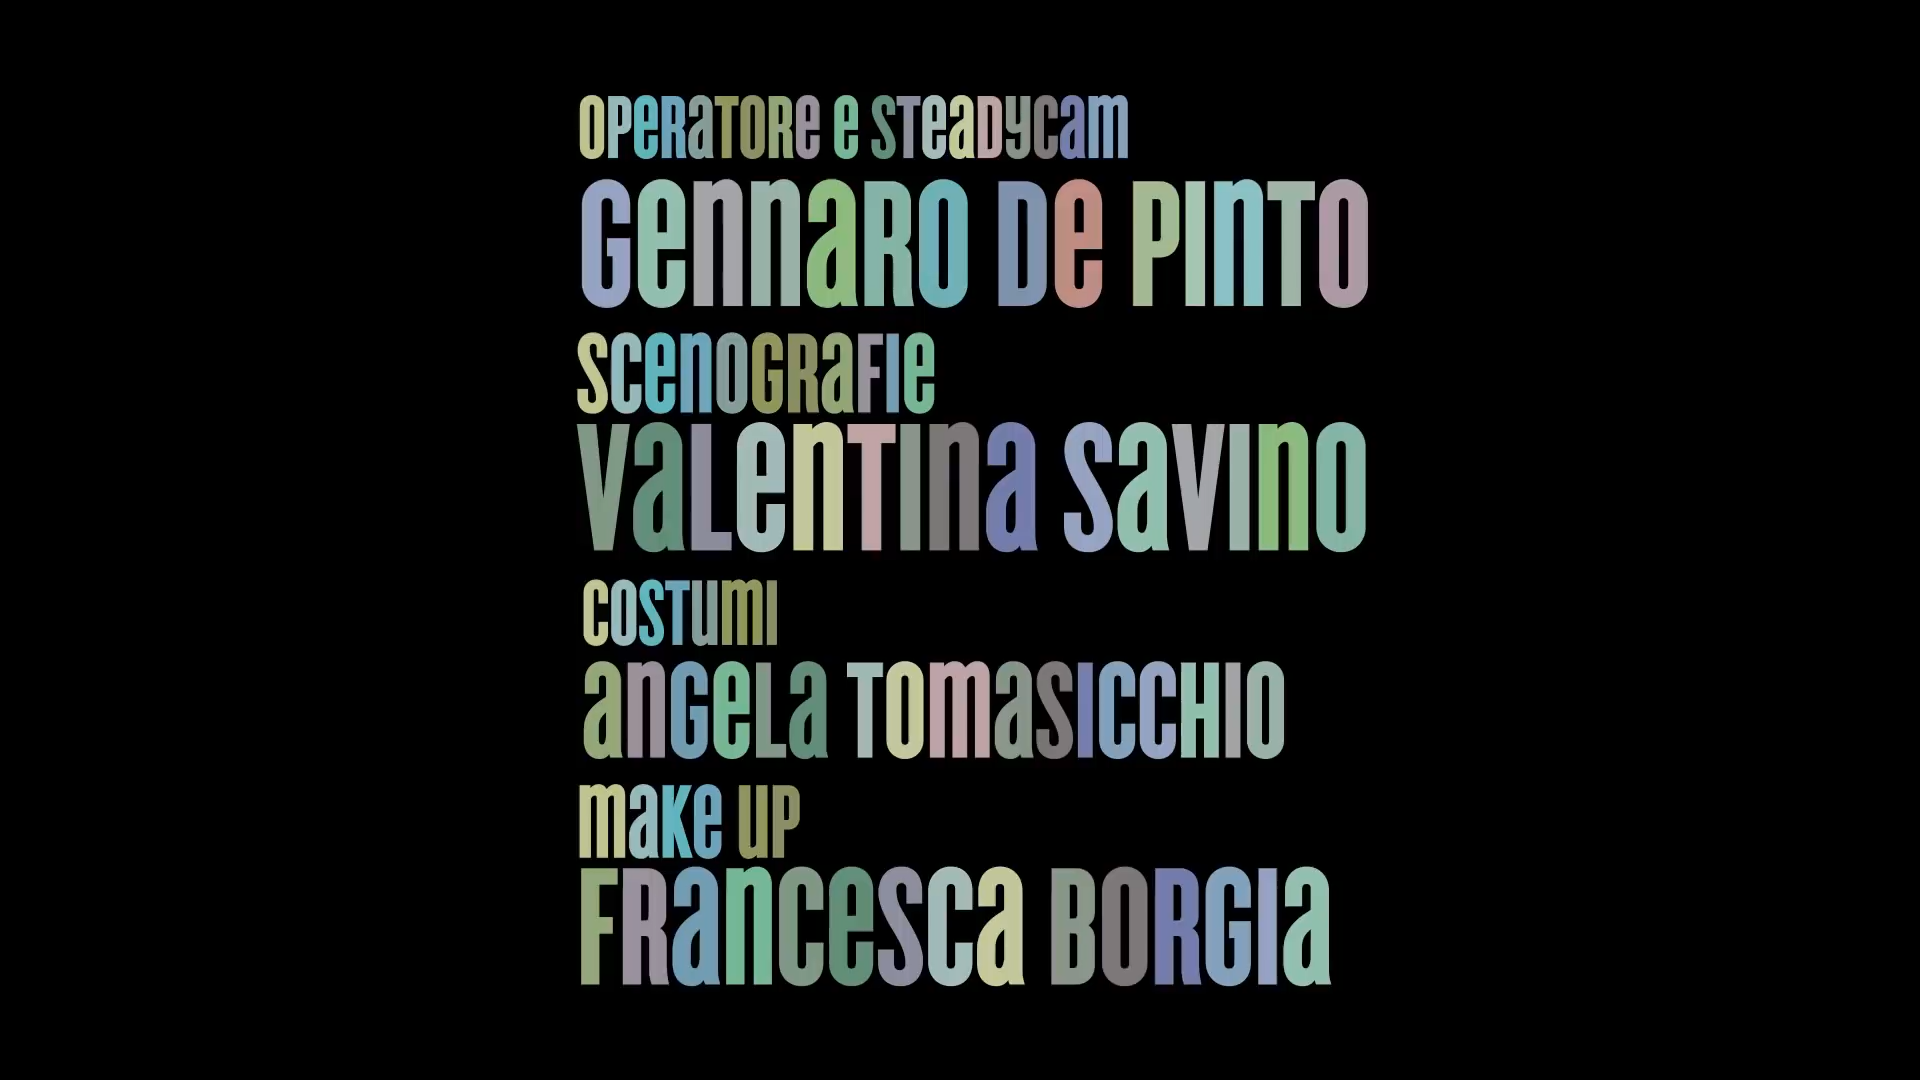 OPERATORE E STEADYCAM
GENNARO DE PINTO
SCENOGRAFIE
VALENTINA SAVINO
COSTUMI
ANGELA TOMASICCHIO
MAKE UP
FRANCESCA BORGIA